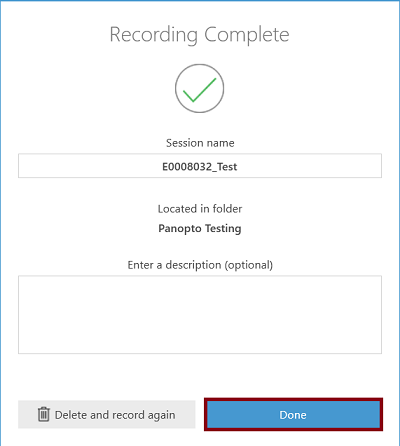 Recording Complete
Session name
E0008032_Test
Located in folder
Panopto Testing
Enter a description (optional)
Delete and record again
Done